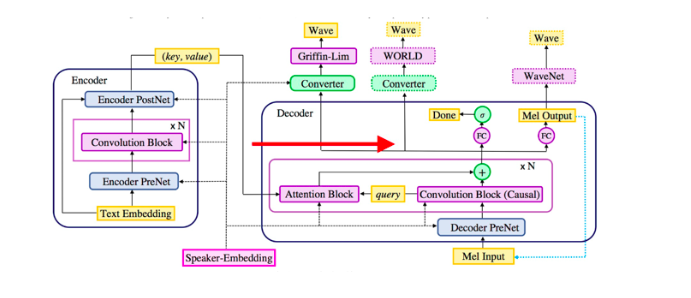 Wave
Wave
Wave
(key, value)
Griffin-Lim
WORLD
Encoder
WaveNet
Converter
Converter
Encoder PostNet
Decoder
Done
σ
Mel Output
x N
FC
FC
Convolution Block
x N
+
Encoder PreNet
Attention Block
query
Convolution Block (Causal)
Text Embedding
Decoder PreNet
Speaker-Embedding
Mel Input